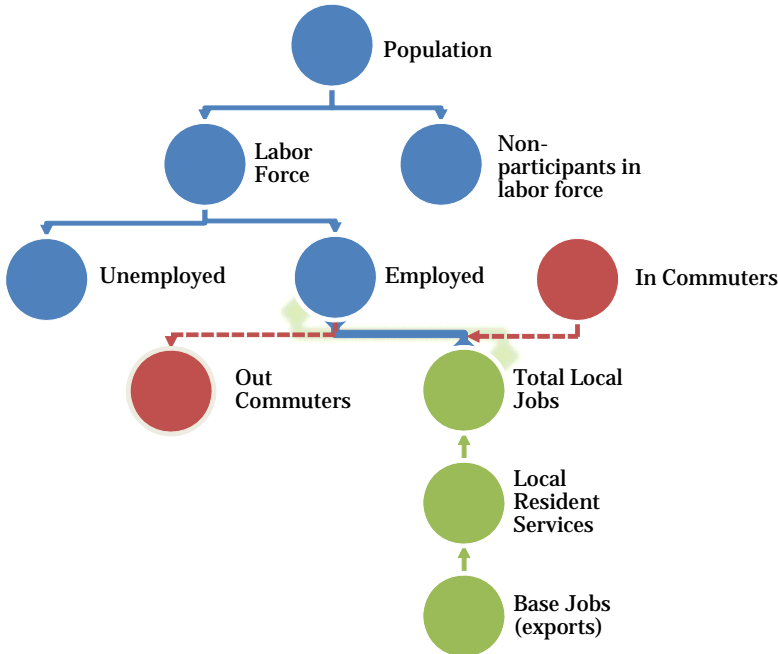 Population
Labor
Force
Non-
participants in
labor force
Unemployed
Employed
In Commuters
Out
Commuters
Total Local
Jobs
Local
Resident
Services
Base Jobs
(exports)